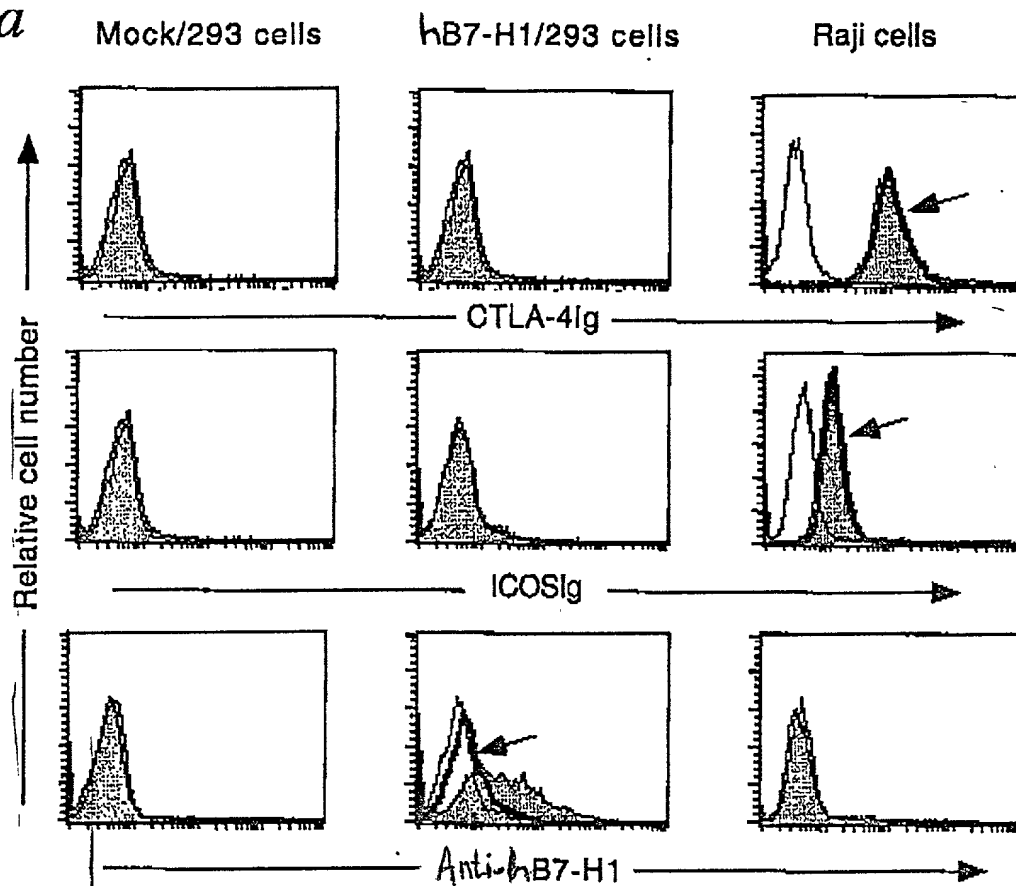 a
Mock/293 cells hB7-H1/293 cells Raji cells
Relative cell number
CTLA-4Ig
ICOSIg
Anti-hB7-H1